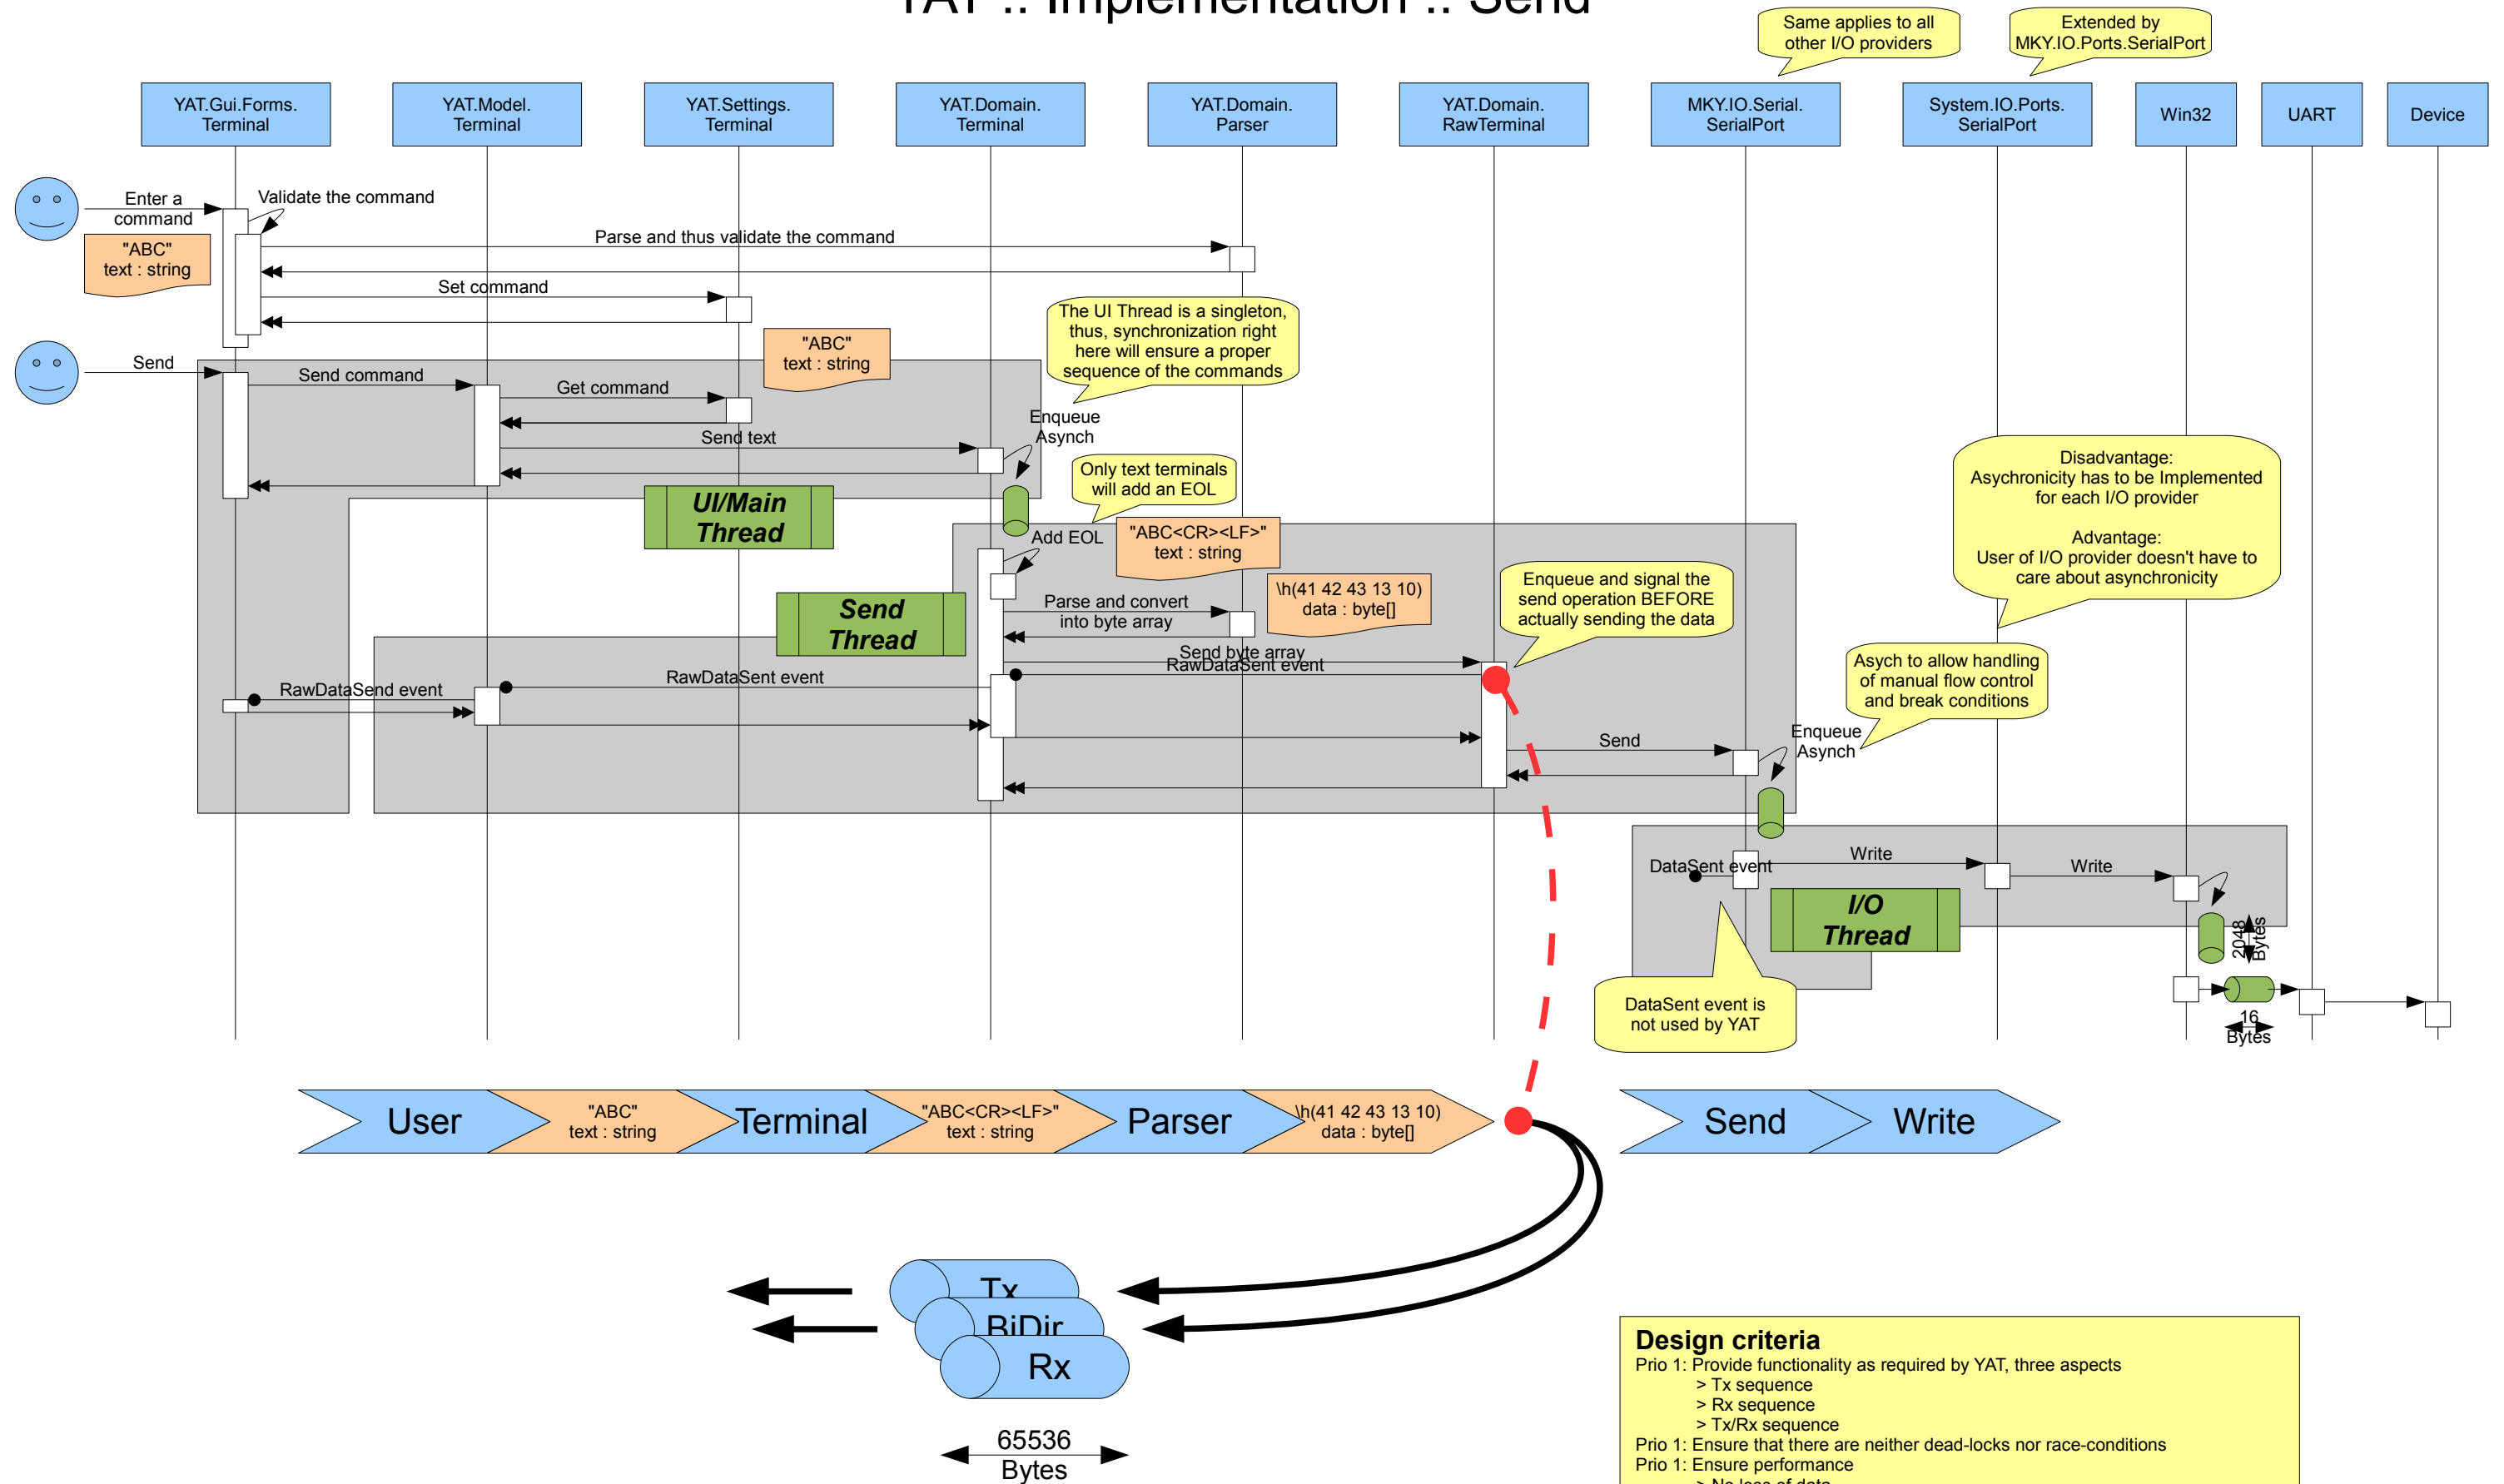 YAT :: Implementation :: Send
Same applies to all
other I/O providers
Extended by
MKY.IO.Ports.SerialPort
YAT.Gui.Forms.
Terminal
YAT.Model.
Terminal
YAT.Settings.
Terminal
YAT.Domain.
Terminal
YAT.Domain.
Parser
YAT.Domain.
RawTerminal
MKY.IO.Serial.
SerialPort
System.IO.Ports.
SerialPort
Win32
UART
Device
Enter a
command
Validate the command
"ABC"
text : string
Parse and thus validate the command
Set command
The UI Thread is a singleton,
thus, synchronization right
here will ensure a proper
sequence of the commands
"ABC"
text : string
Send
Send command
Get command
Send text
Enqueue
Asynch
Only text terminals
will add an EOL
Disadvantage:
Asychronicity has to be Implemented
for each I/O provider
Advantage:
User of I/O provider doesn't have to
care about asynchronicity
UI/Main
Thread
Add EOL
"ABC<CR><LF>"
text : string
\h(41 42 43 13 10)
data : byte[]
Enqueue and signal the
send operation BEFORE
actually sending the data
Send
Thread
Parse and convert
into byte array
Send byte array
RawDataSent event
RawDataSent event
RawDataSend event
Asych to allow handling
of manual flow control
and break conditions
Send
Enqueue
Asynch
DataSent event
Write
Write
I/O
Thread
2048
Bytes
DataSent event is
not used by YAT
16
Bytes
User
"ABC"
text : string
Terminal
"ABC<CR><LF>"
text : string
Parser
\h(41 42 43 13 10)
data : byte[]
Send
Write
Tx
BiDir
Rx
65536
Bytes
Design criteria
Prio 1: Provide functionality as required by YAT, three aspects
> Tx sequence
> Rx sequence
> Tx/Rx sequence
Prio 1: Ensure that there are neither dead-locks nor race-conditions
Prio 1: Ensure performance
> No loss of data